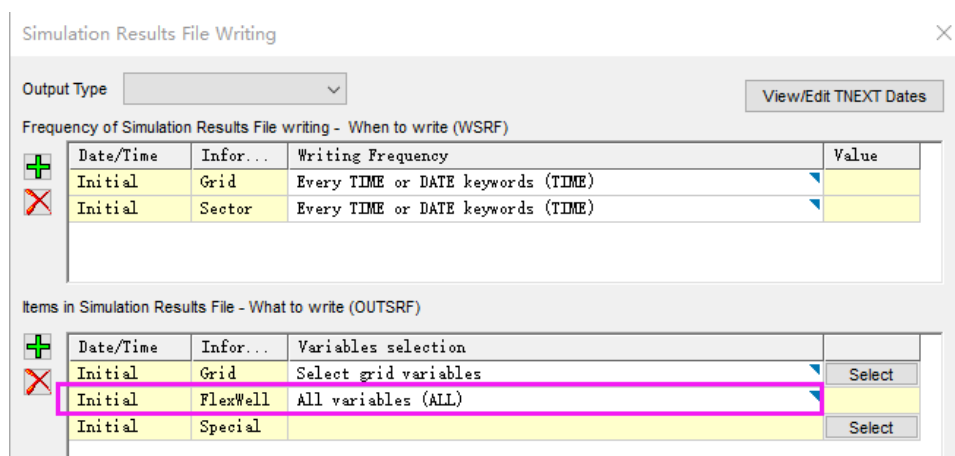 Simulation Results File Writing
Output Type
View/Edit TNEXT Dates
Frequency of Simulation Results File writing - When to write (WSRF)
Date/Time Infor... Writing Frequency Value
Initial Grid Every TIME or DATE keywords (TIME)
Initial Sector Every TIME or DATE keywords (TIME)
Items in Simulation Results File - What to write (OUTSRF)
Date/Time Infor... Variables selection
Initial Grid Select grid variables Select
Initial FlexWell All variables (ALL)
Initial Special Select